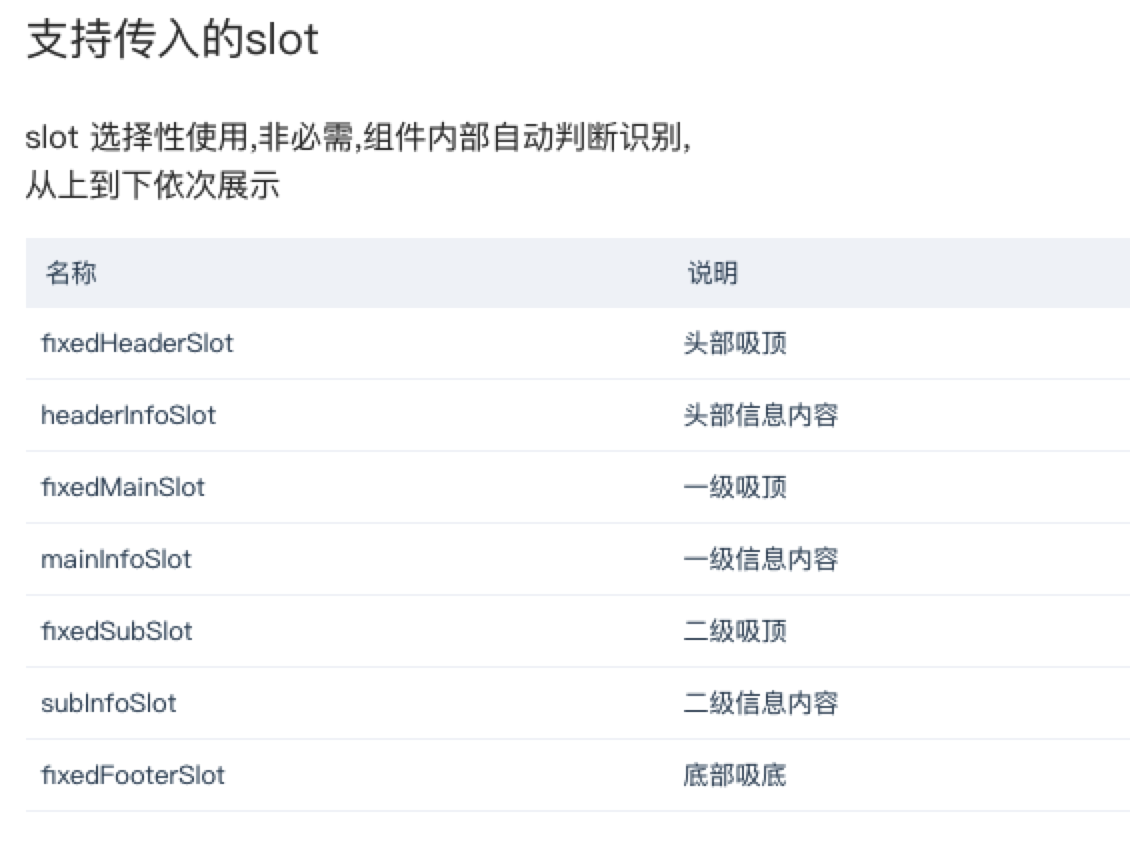 支持传入的slot
slot 选择性使用,非必需,组件内部自动判断识别,
从上到下依次展示
名称 说明
fixedHeaderSlot 头部吸顶
headerInfoSlot 头部信息内容
fixedMainSlot 一级吸顶
mainInfoSlot 一级信息内容
fixedSubSlot 二级吸顶
subInfoSlot 二级信息内容
fixedFooterSlot 底部吸底